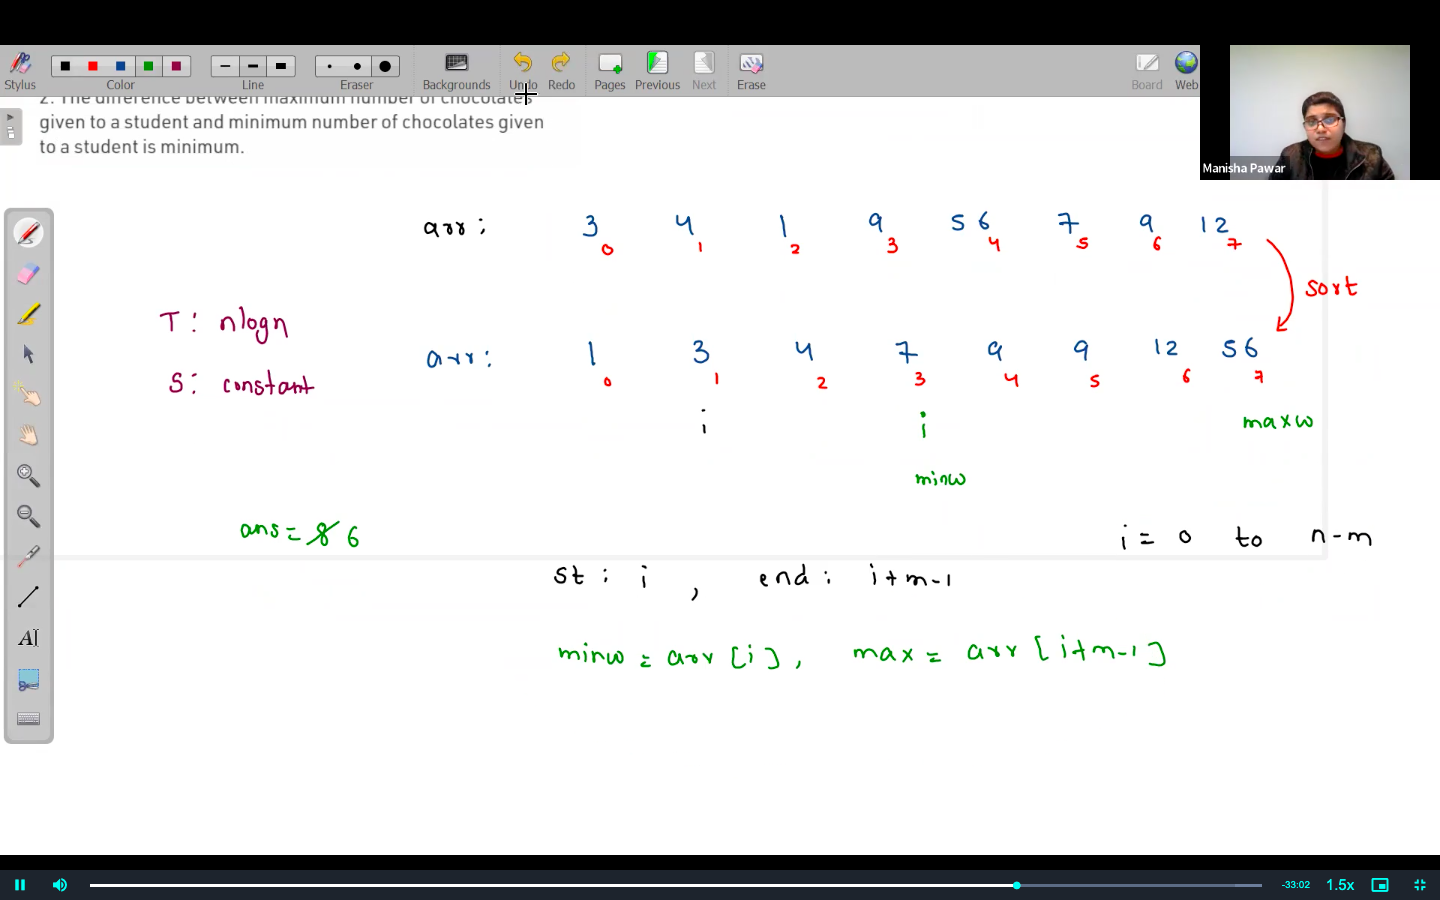 Stylus Color Line Eraser Backgrounds Undo Redo Pages Previous Next Erase Board Web
2. The difference between maximum number of chocolates
given to a student and minimum number of chocolates given
to a student is minimum.
Manisha Pawar
arr: 3 4 1 9 56 7 9 12
0 1 2 3 4 5 6 7
sort
T: nlogn
arr: 1 3 4 7 9 9 12 56
0 1 2 3 4 5 6 7
S: constant
i i maxw
minw
ans = 8 6
i = 0 to n-m
st: i , end: i+m-1
minw = arr[i], max = arr[i+m-1]
-33:02 1.5x